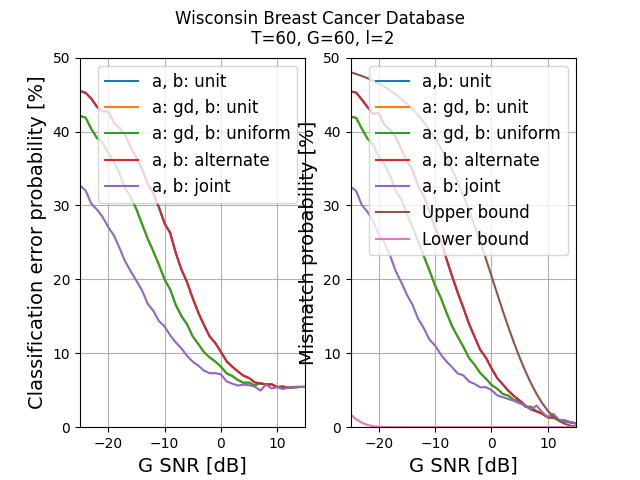 Wisconsin Breast Cancer Database
T=60, G=60, l=2
Classification error probability [%]
50
40
30
20
10
0
−20
−10
0
10
G SNR [dB]
a, b: unit
a: gd, b: unit
a: gd, b: uniform
a, b: alternate
a, b: joint
Mismatch probability [%]
50
40
30
20
10
0
−20
−10
0
10
G SNR [dB]
a,b: unit
a: gd, b: unit
a: gd, b: uniform
a, b: alternate
a, b: joint
Upper bound
Lower bound